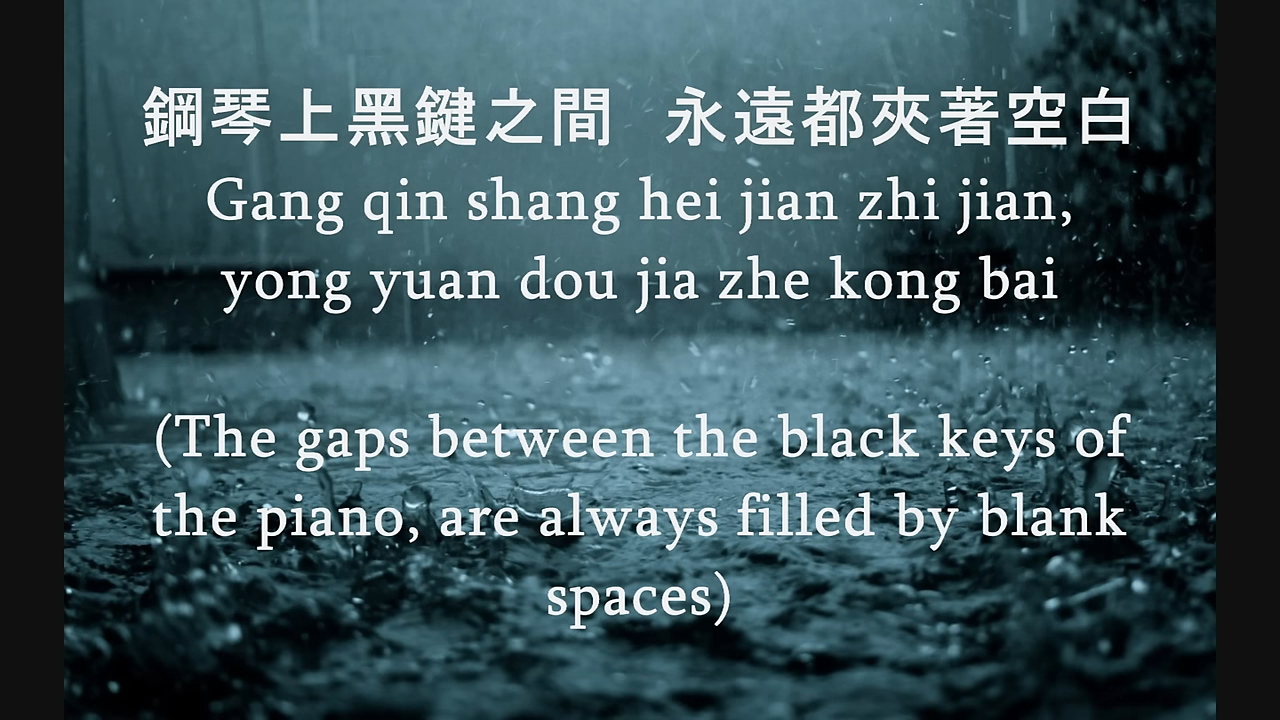 鋼琴上黑鍵之間 永遠都夾著空白
Gang qin shang hei jian zhi jian,
yong yuan dou jia zhe kong bai
(The gaps between the black keys of
the piano, are always filled by blank
spaces)